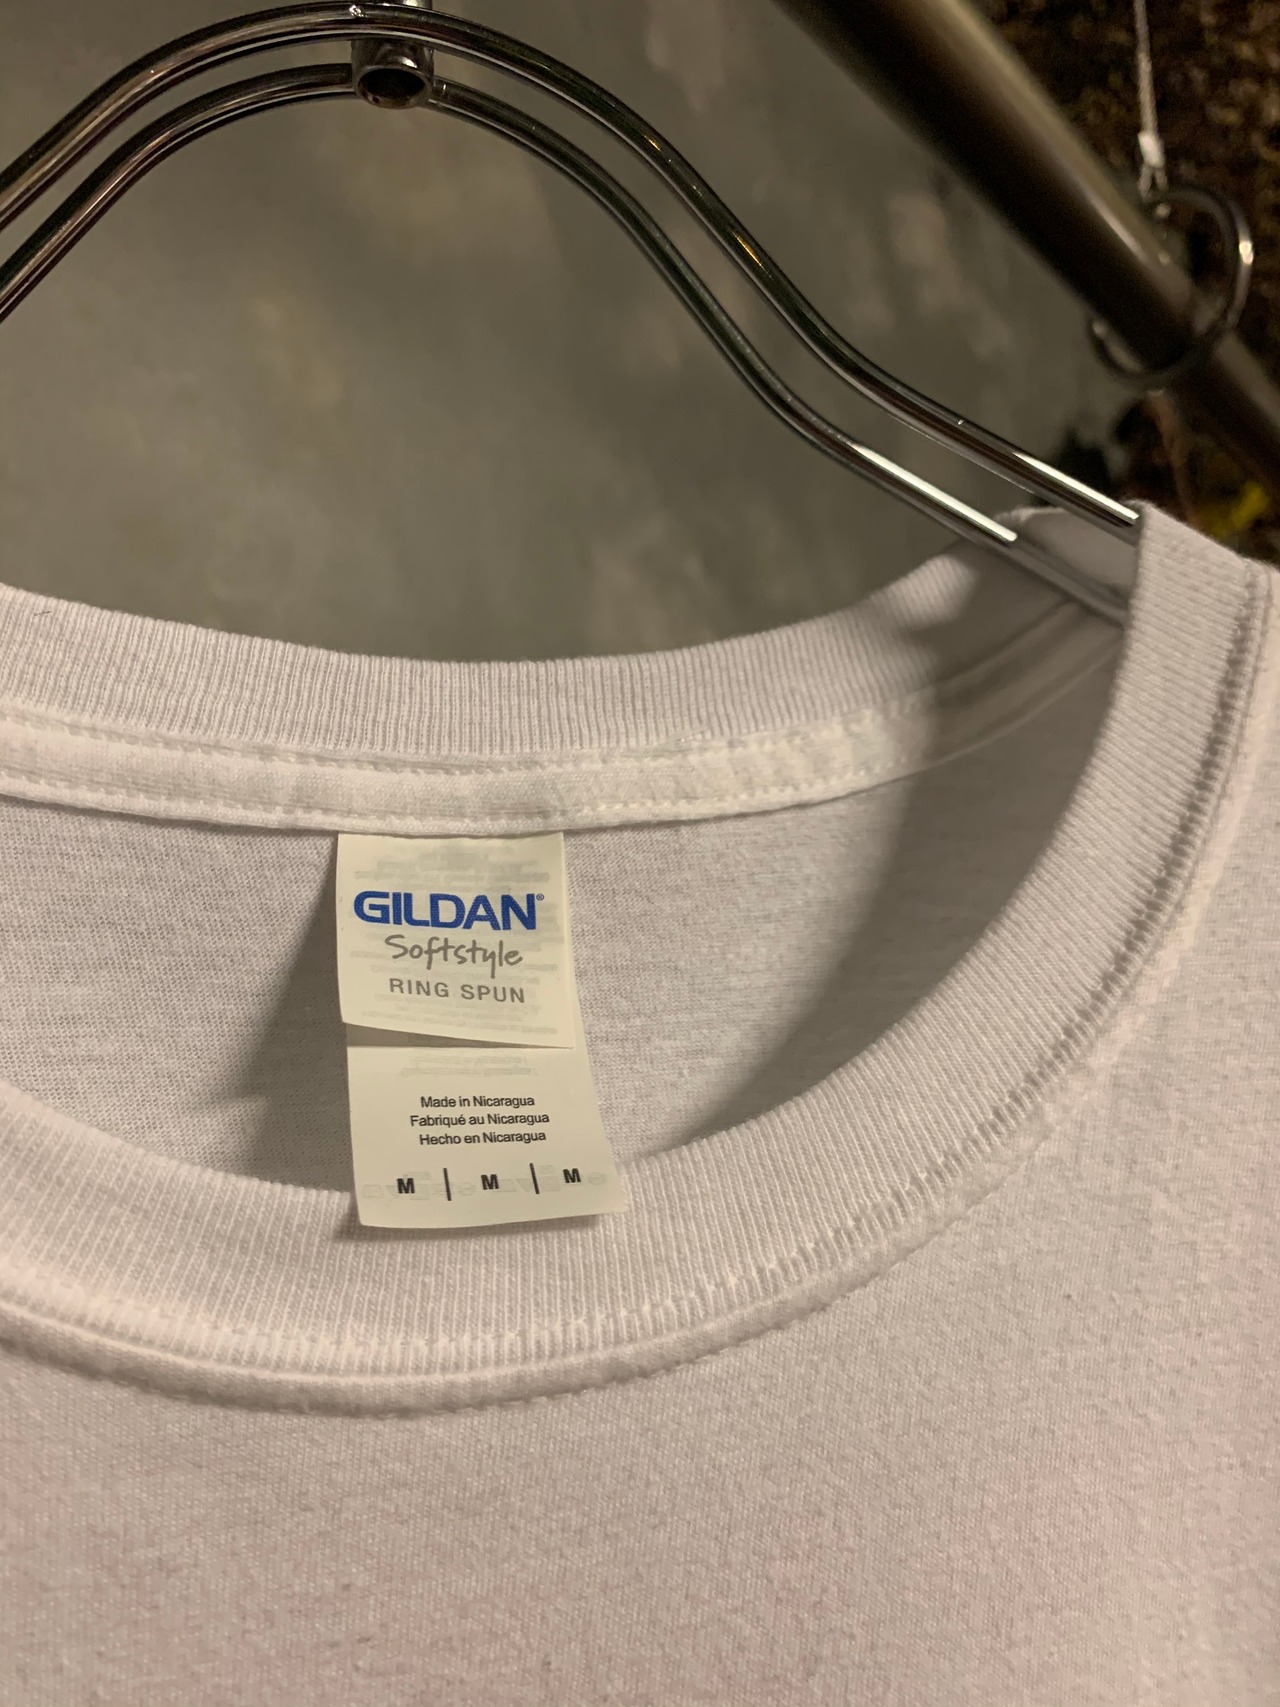 GILDAN®
Softstyle
RING SPUN
Made in Nicaragua
Fabriqué au Nicaragua
Hecho en Nicaragua
M | M | M